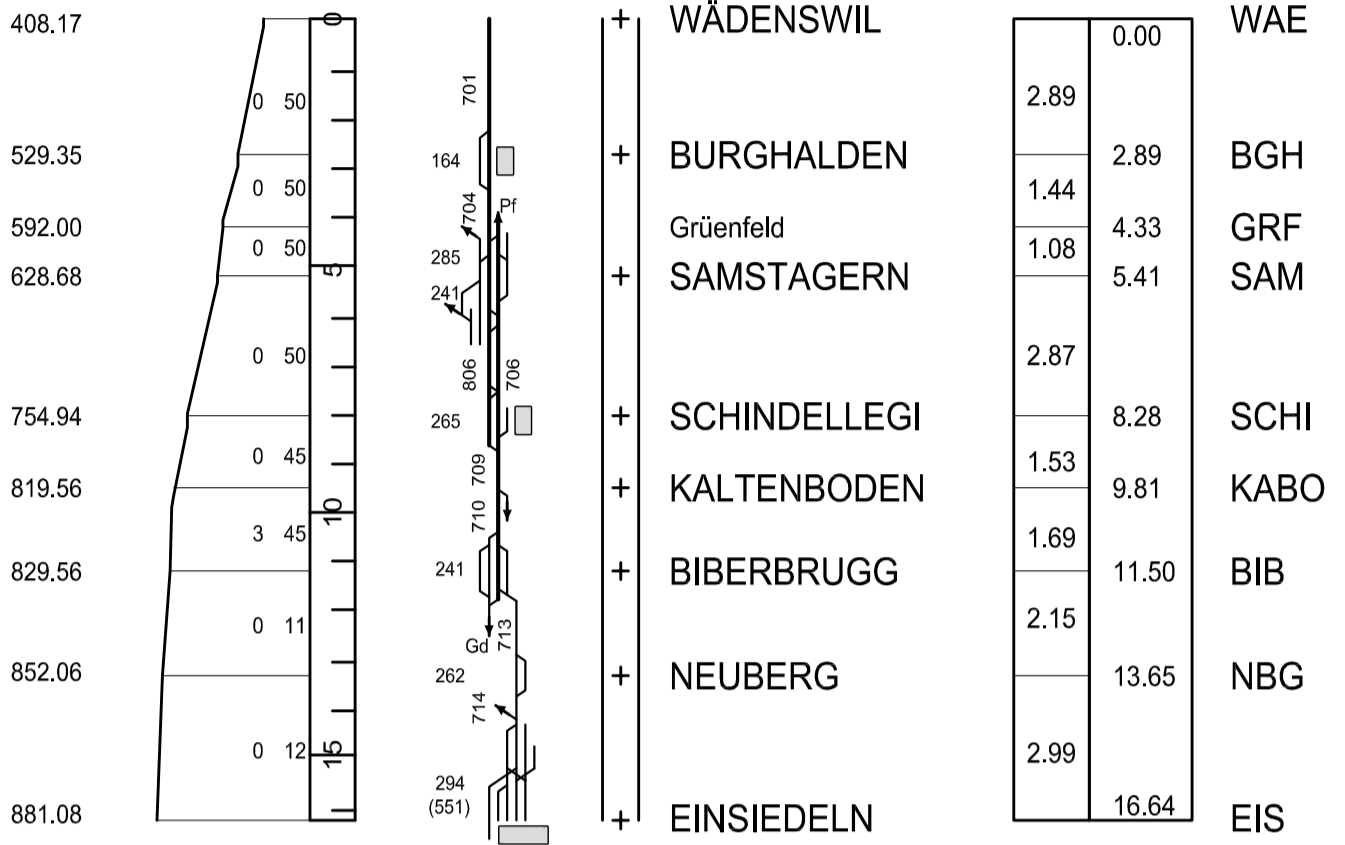 408.17 0 WÄDENSWIL 0.00 WAE
0 50 701 2.89
529.35 164 BURGHALDEN 2.89 BGH
0 50 704 Pf 1.44
592.00 Grüenfeld 4.33 GRF
0 50 285 1.08
628.68 5 241 SAMSTAGERN 5.41 SAM
0 50 806 706 2.87
754.94 265 SCHINDELLEGI 8.28 SCHI
0 45 709 1.53
819.56 KALTENBODEN 9.81 KABO
3 45 10 710 1.69
829.56 241 BIBERBRUGG 11.50 BIB
0 11 Gd 713 2.15
852.06 262 NEUBERG 13.65 NBG
714
0 12 15 2.99
294
(551)
881.08 EINSIEDELN 16.64 EIS